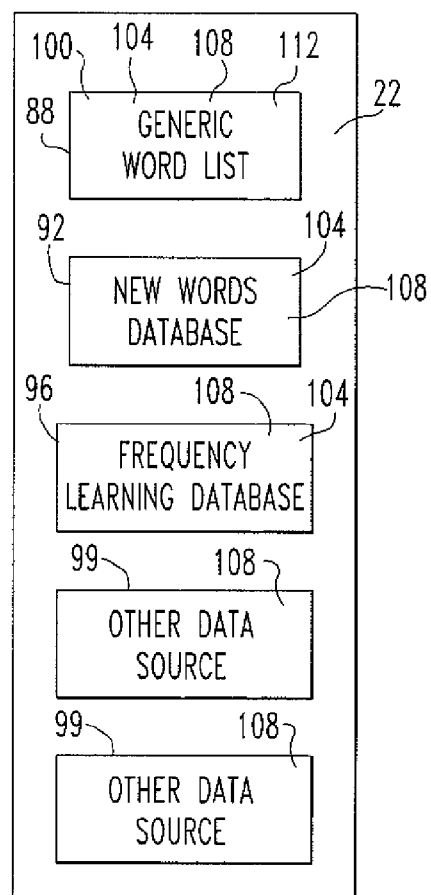 100 104 108 112
88
22
GENERIC
WORD LIST
92
104
NEW WORDS
DATABASE
108
96
108
104
FREQUENCY
LEARNING DATABASE
99
108
OTHER DATA
SOURCE
99
108
OTHER DATA
SOURCE